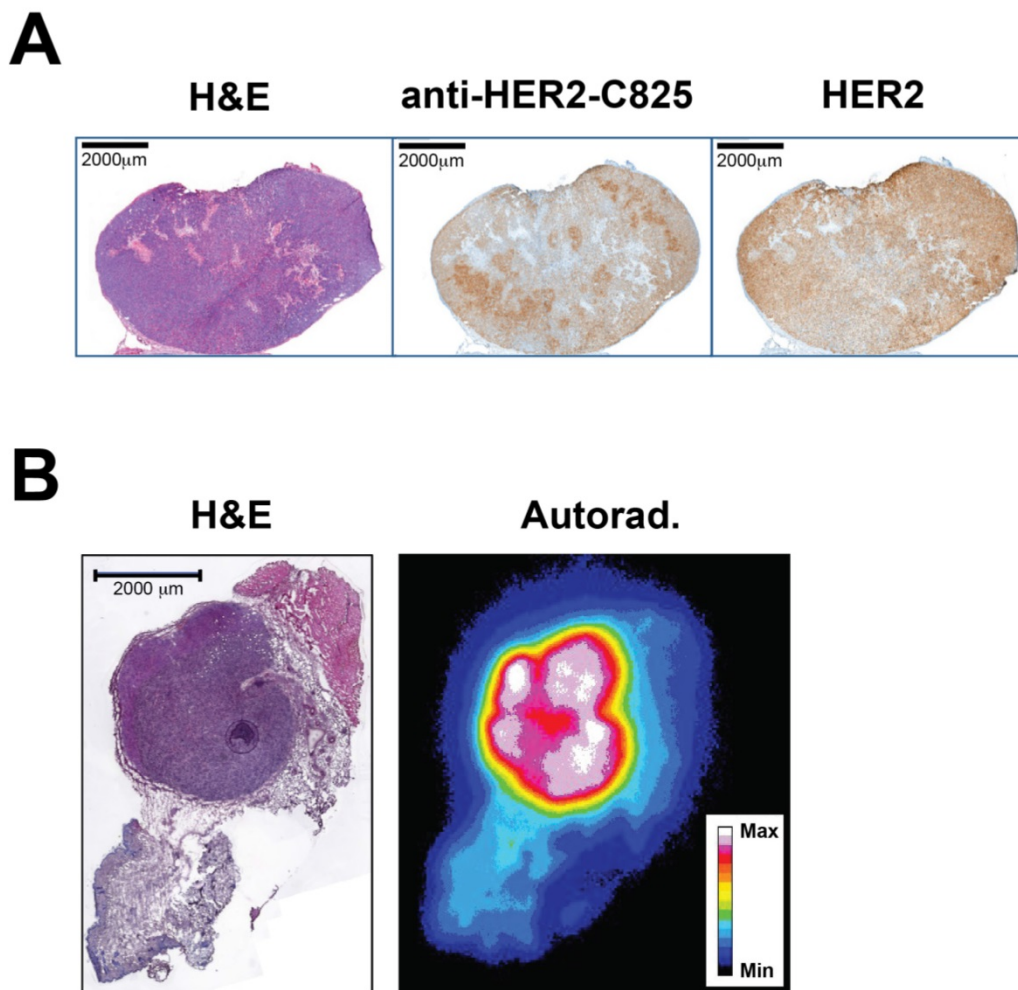 A
H&E
anti-HER2-C825
HER2
2000µm
2000µm
2000µm
B
H&E
Autorad.
2000 µm
Max
Min